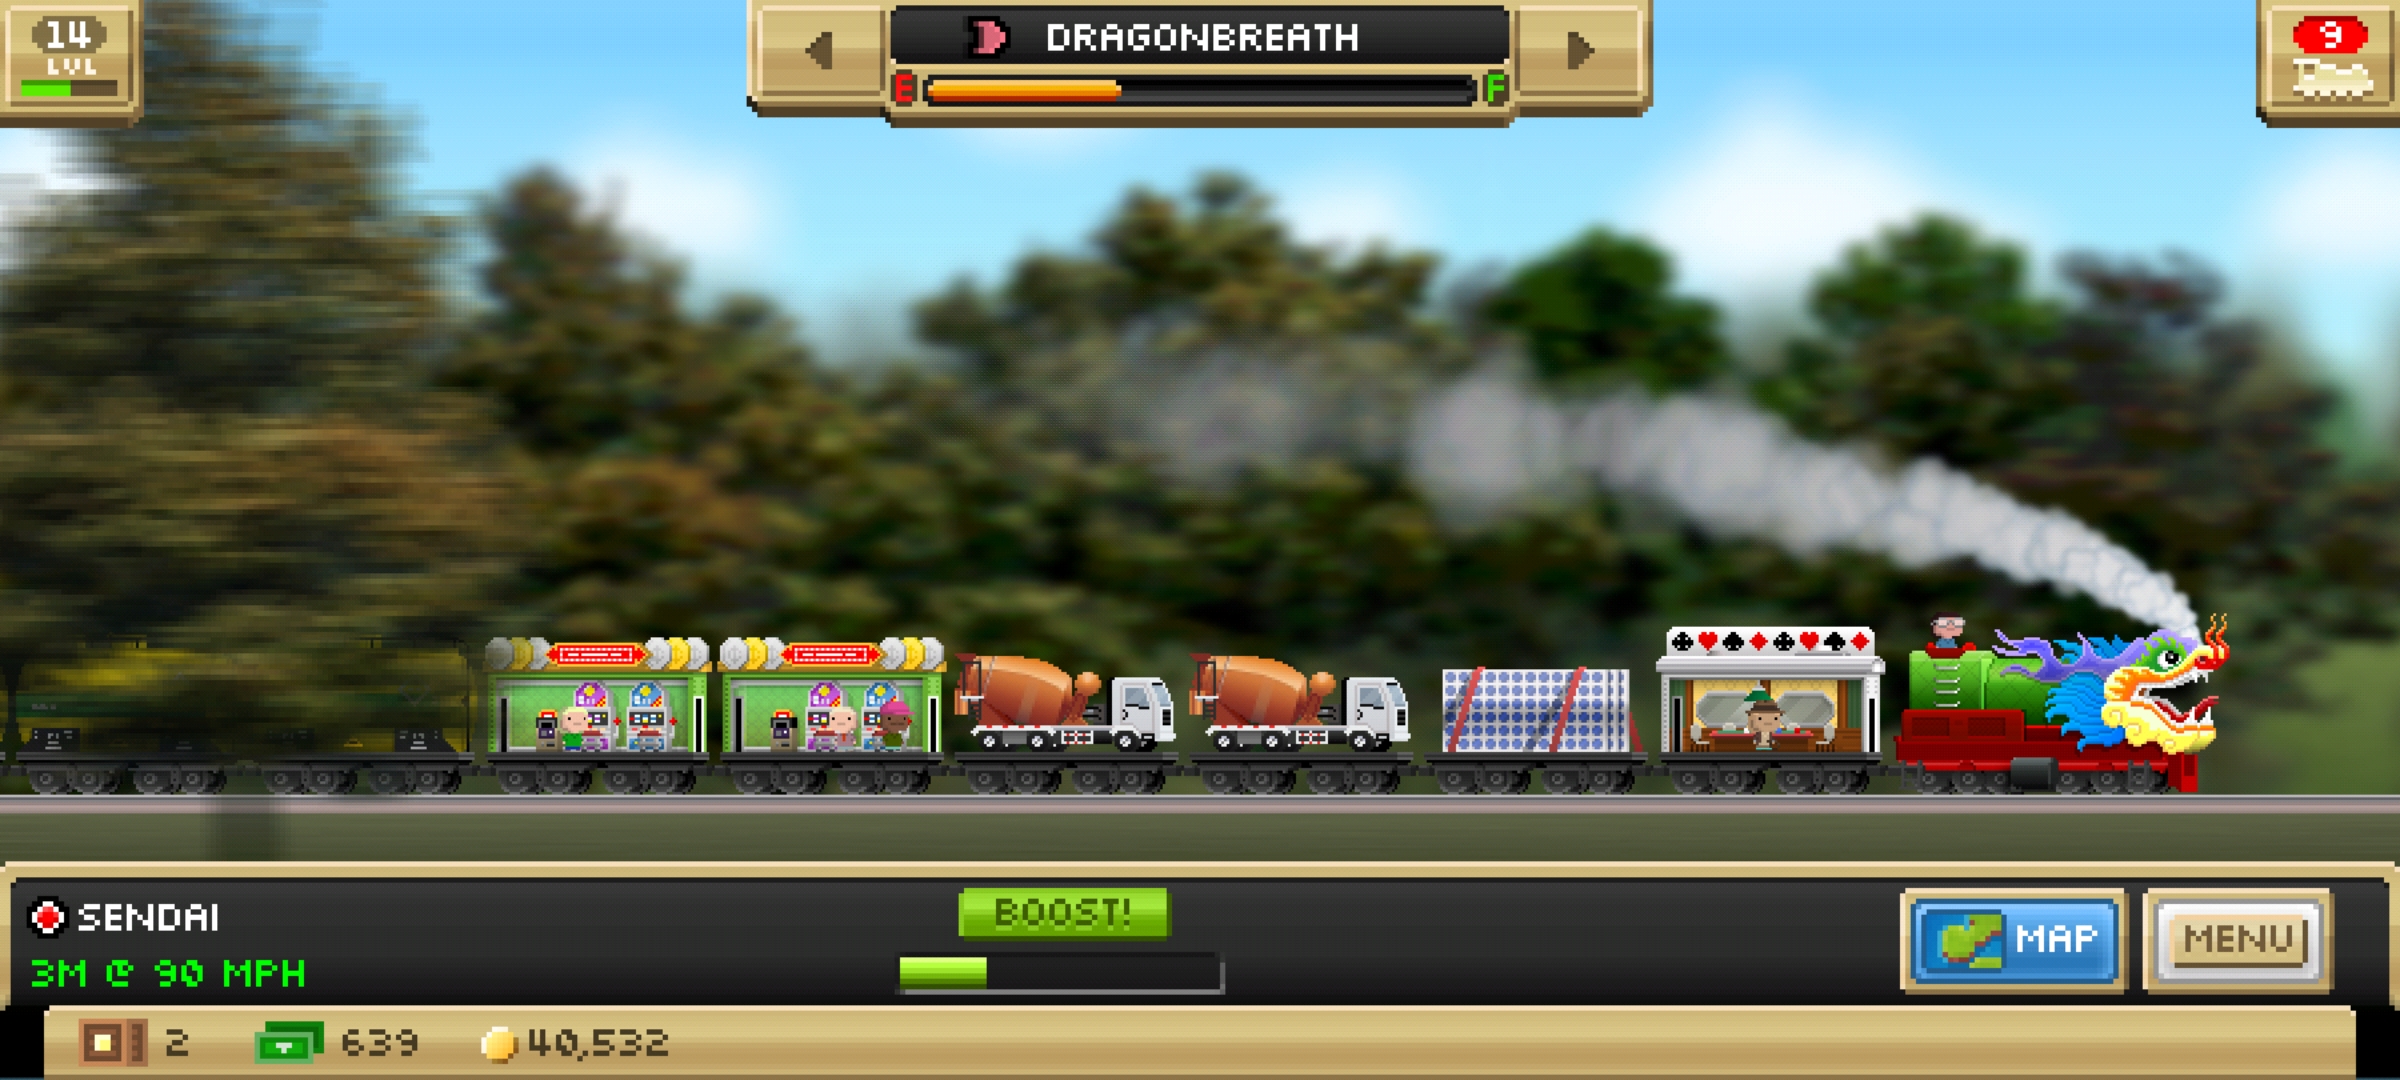 14
LVL
DRAGONBREATH
E F
9
SENDAI
3M @ 90 MPH
BOOST!
MAP
MENU
2
639
40,532